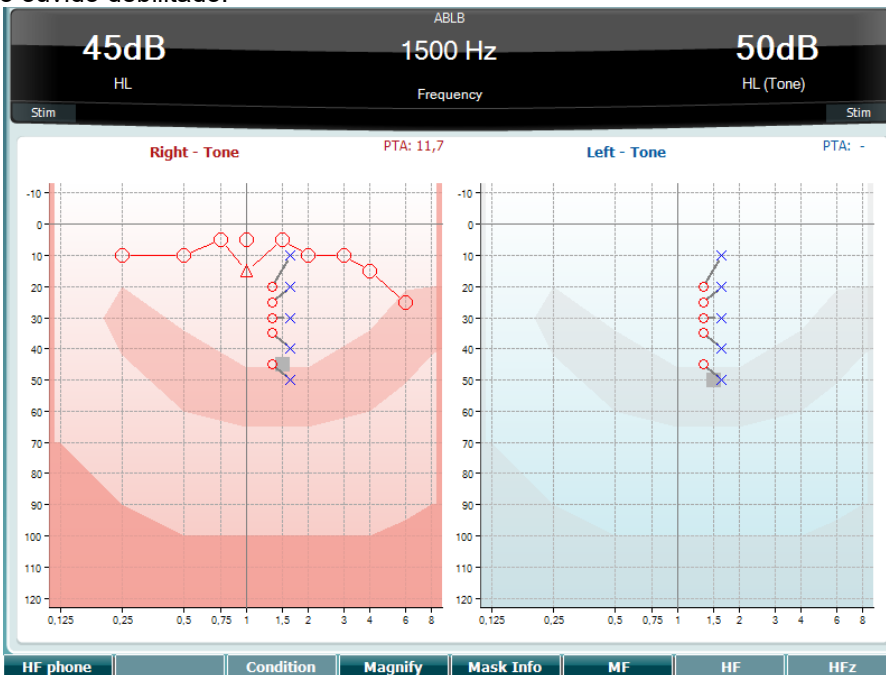 o ouvido debilitado.
ABLB
45dB 1500 Hz 50dB
HL Frequency HL (Tone)
Stim Stim
Right - Tone PTA: 11,7 Left - Tone PTA: -
-10 -10
0 0
10 10
20 20
30 30
40 40
50 50
60 60
70 70
80 80
90 90
100 100
110 110
120 120
0,125 0,25 0,5 0,75 1 1,5 2 3 4 6 8 0,125 0,25 0,5 0,75 1 1,5 2 3 4 6 8
HF phone Condition Magnify Mask Info MF HF HFz